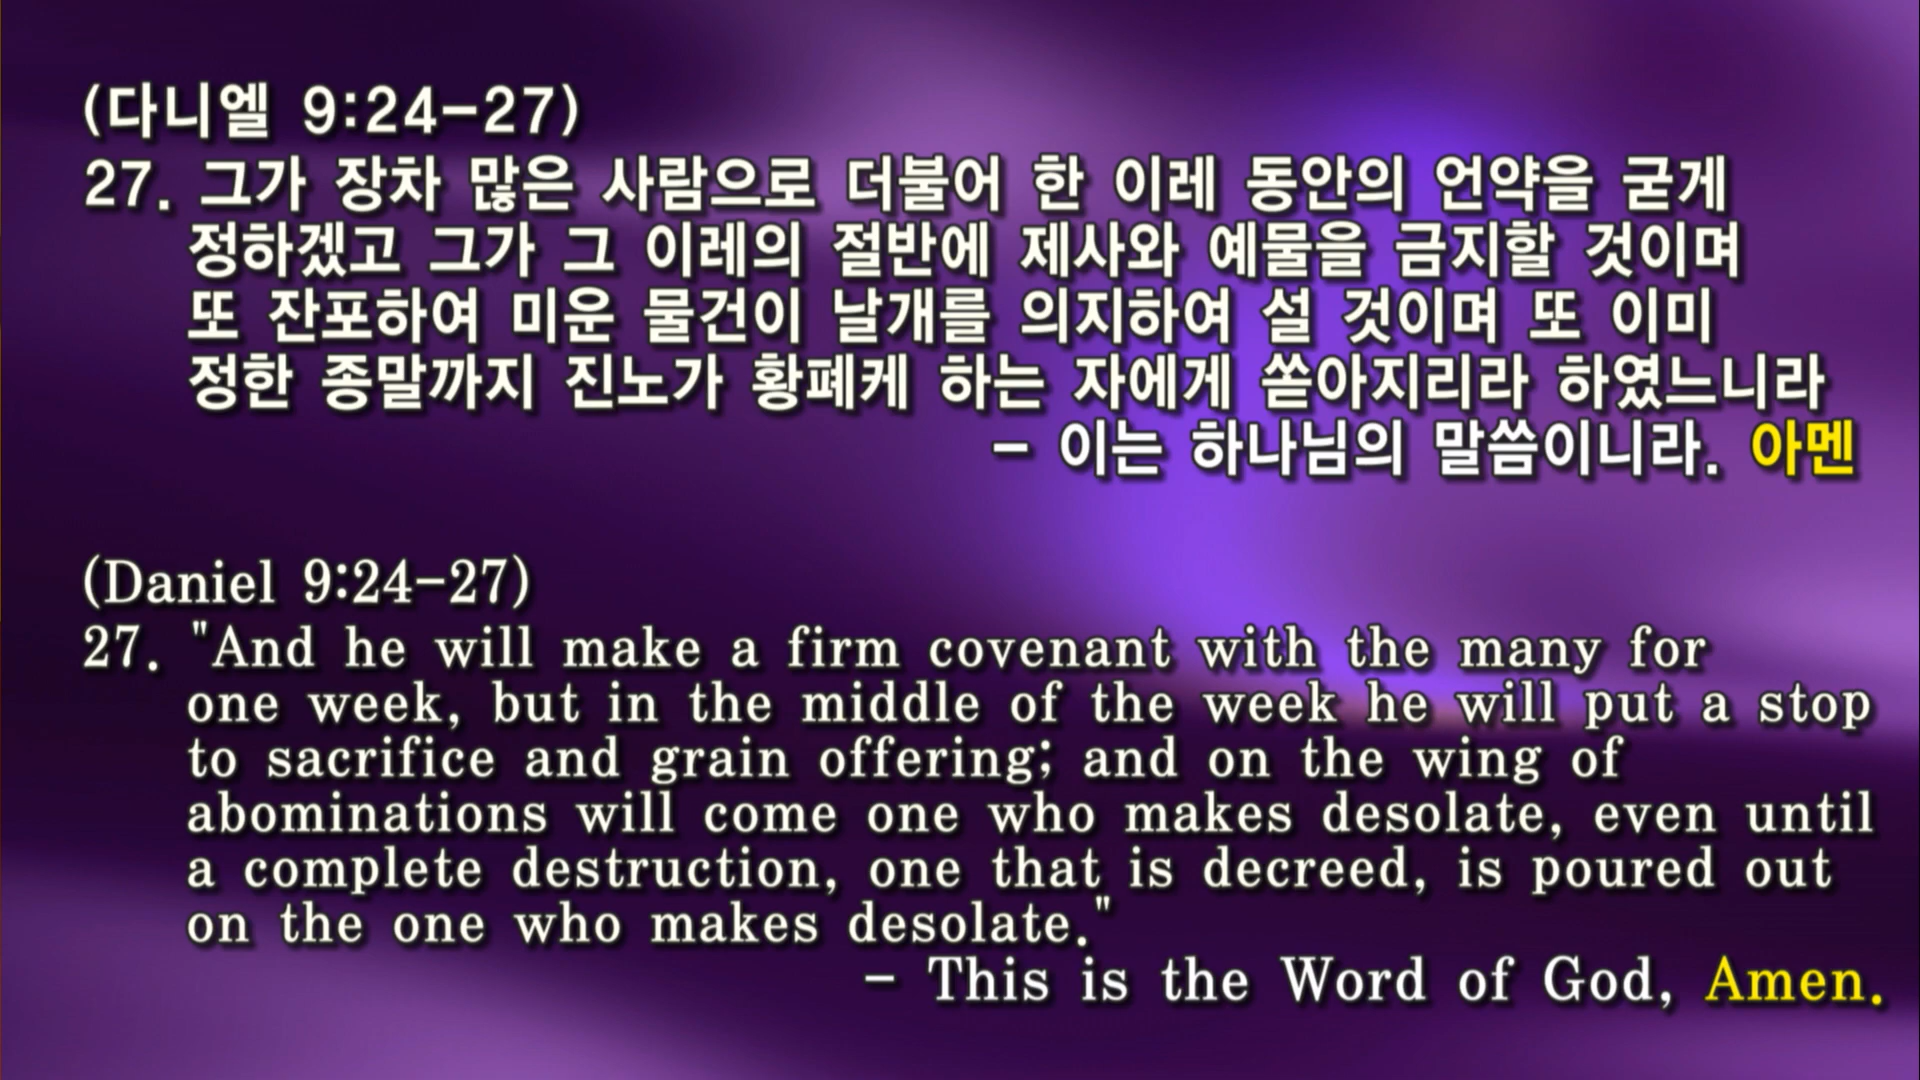 (다니엘 9:24-27)
27. 그가 장차 많은 사람으로 더불어 한 이레 동안의 언약을 굳게
정하겠고 그가 그 이레의 절반에 제사와 예물을 금지할 것이며
또 잔포하여 미운 물건이 날개를 의지하여 설 것이며 또 이미
정한 종말까지 진노가 황폐케 하는 자에게 쏟아지리라 하였느니라
- 이는 하나님의 말씀이니라. 아멘
(Daniel 9:24-27)
27. "And he will make a firm covenant with the many for
one week, but in the middle of the week he will put a stop
to sacrifice and grain offering; and on the wing of
abominations will come one who makes desolate, even until
a complete destruction, one that is decreed, is poured out
on the one who makes desolate."
- This is the Word of God, Amen.